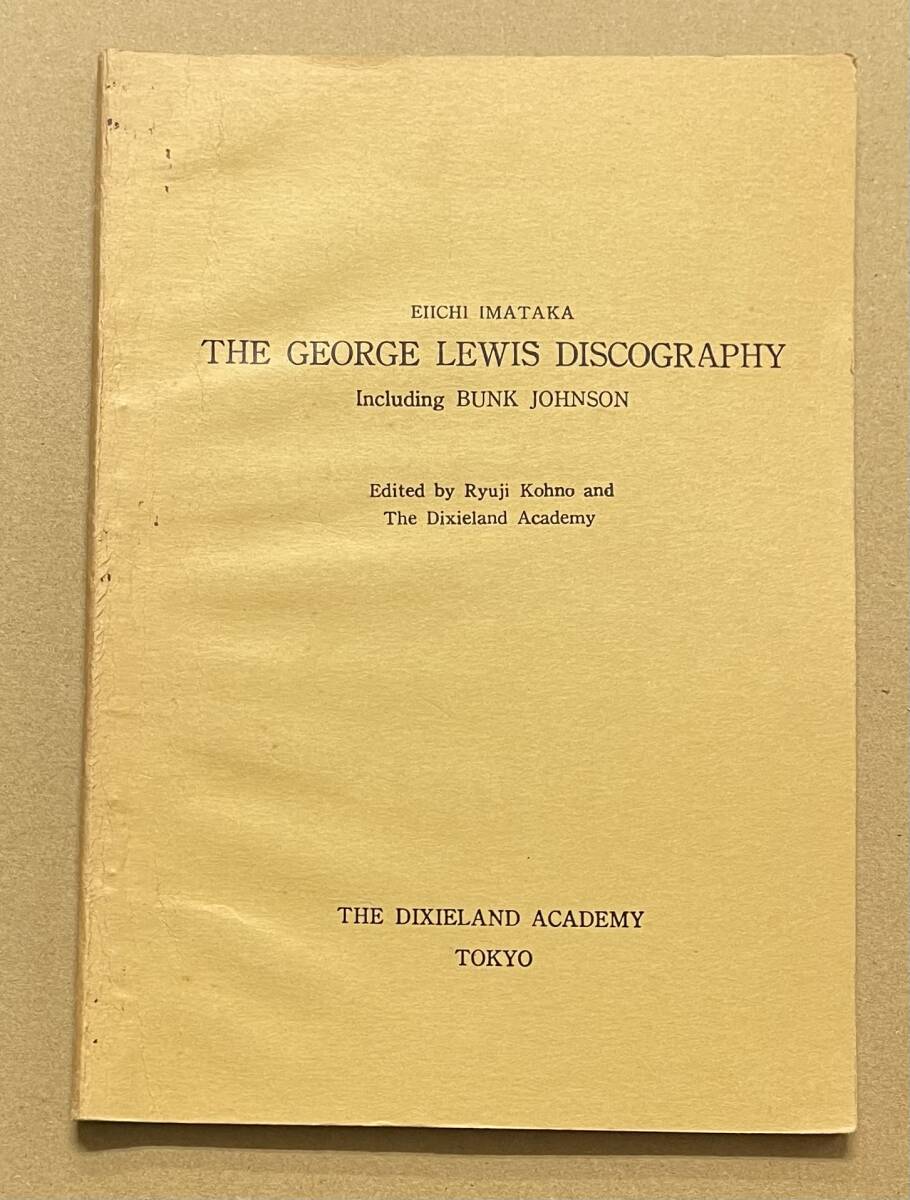 EIICHI IMATAKA
THE GEORGE LEWIS DISCOGRAPHY
Including BUNK JOHNSON
Edited by Ryuji Kohno and
The Dixieland Academy
THE DIXIELAND ACADEMY
TOKYO